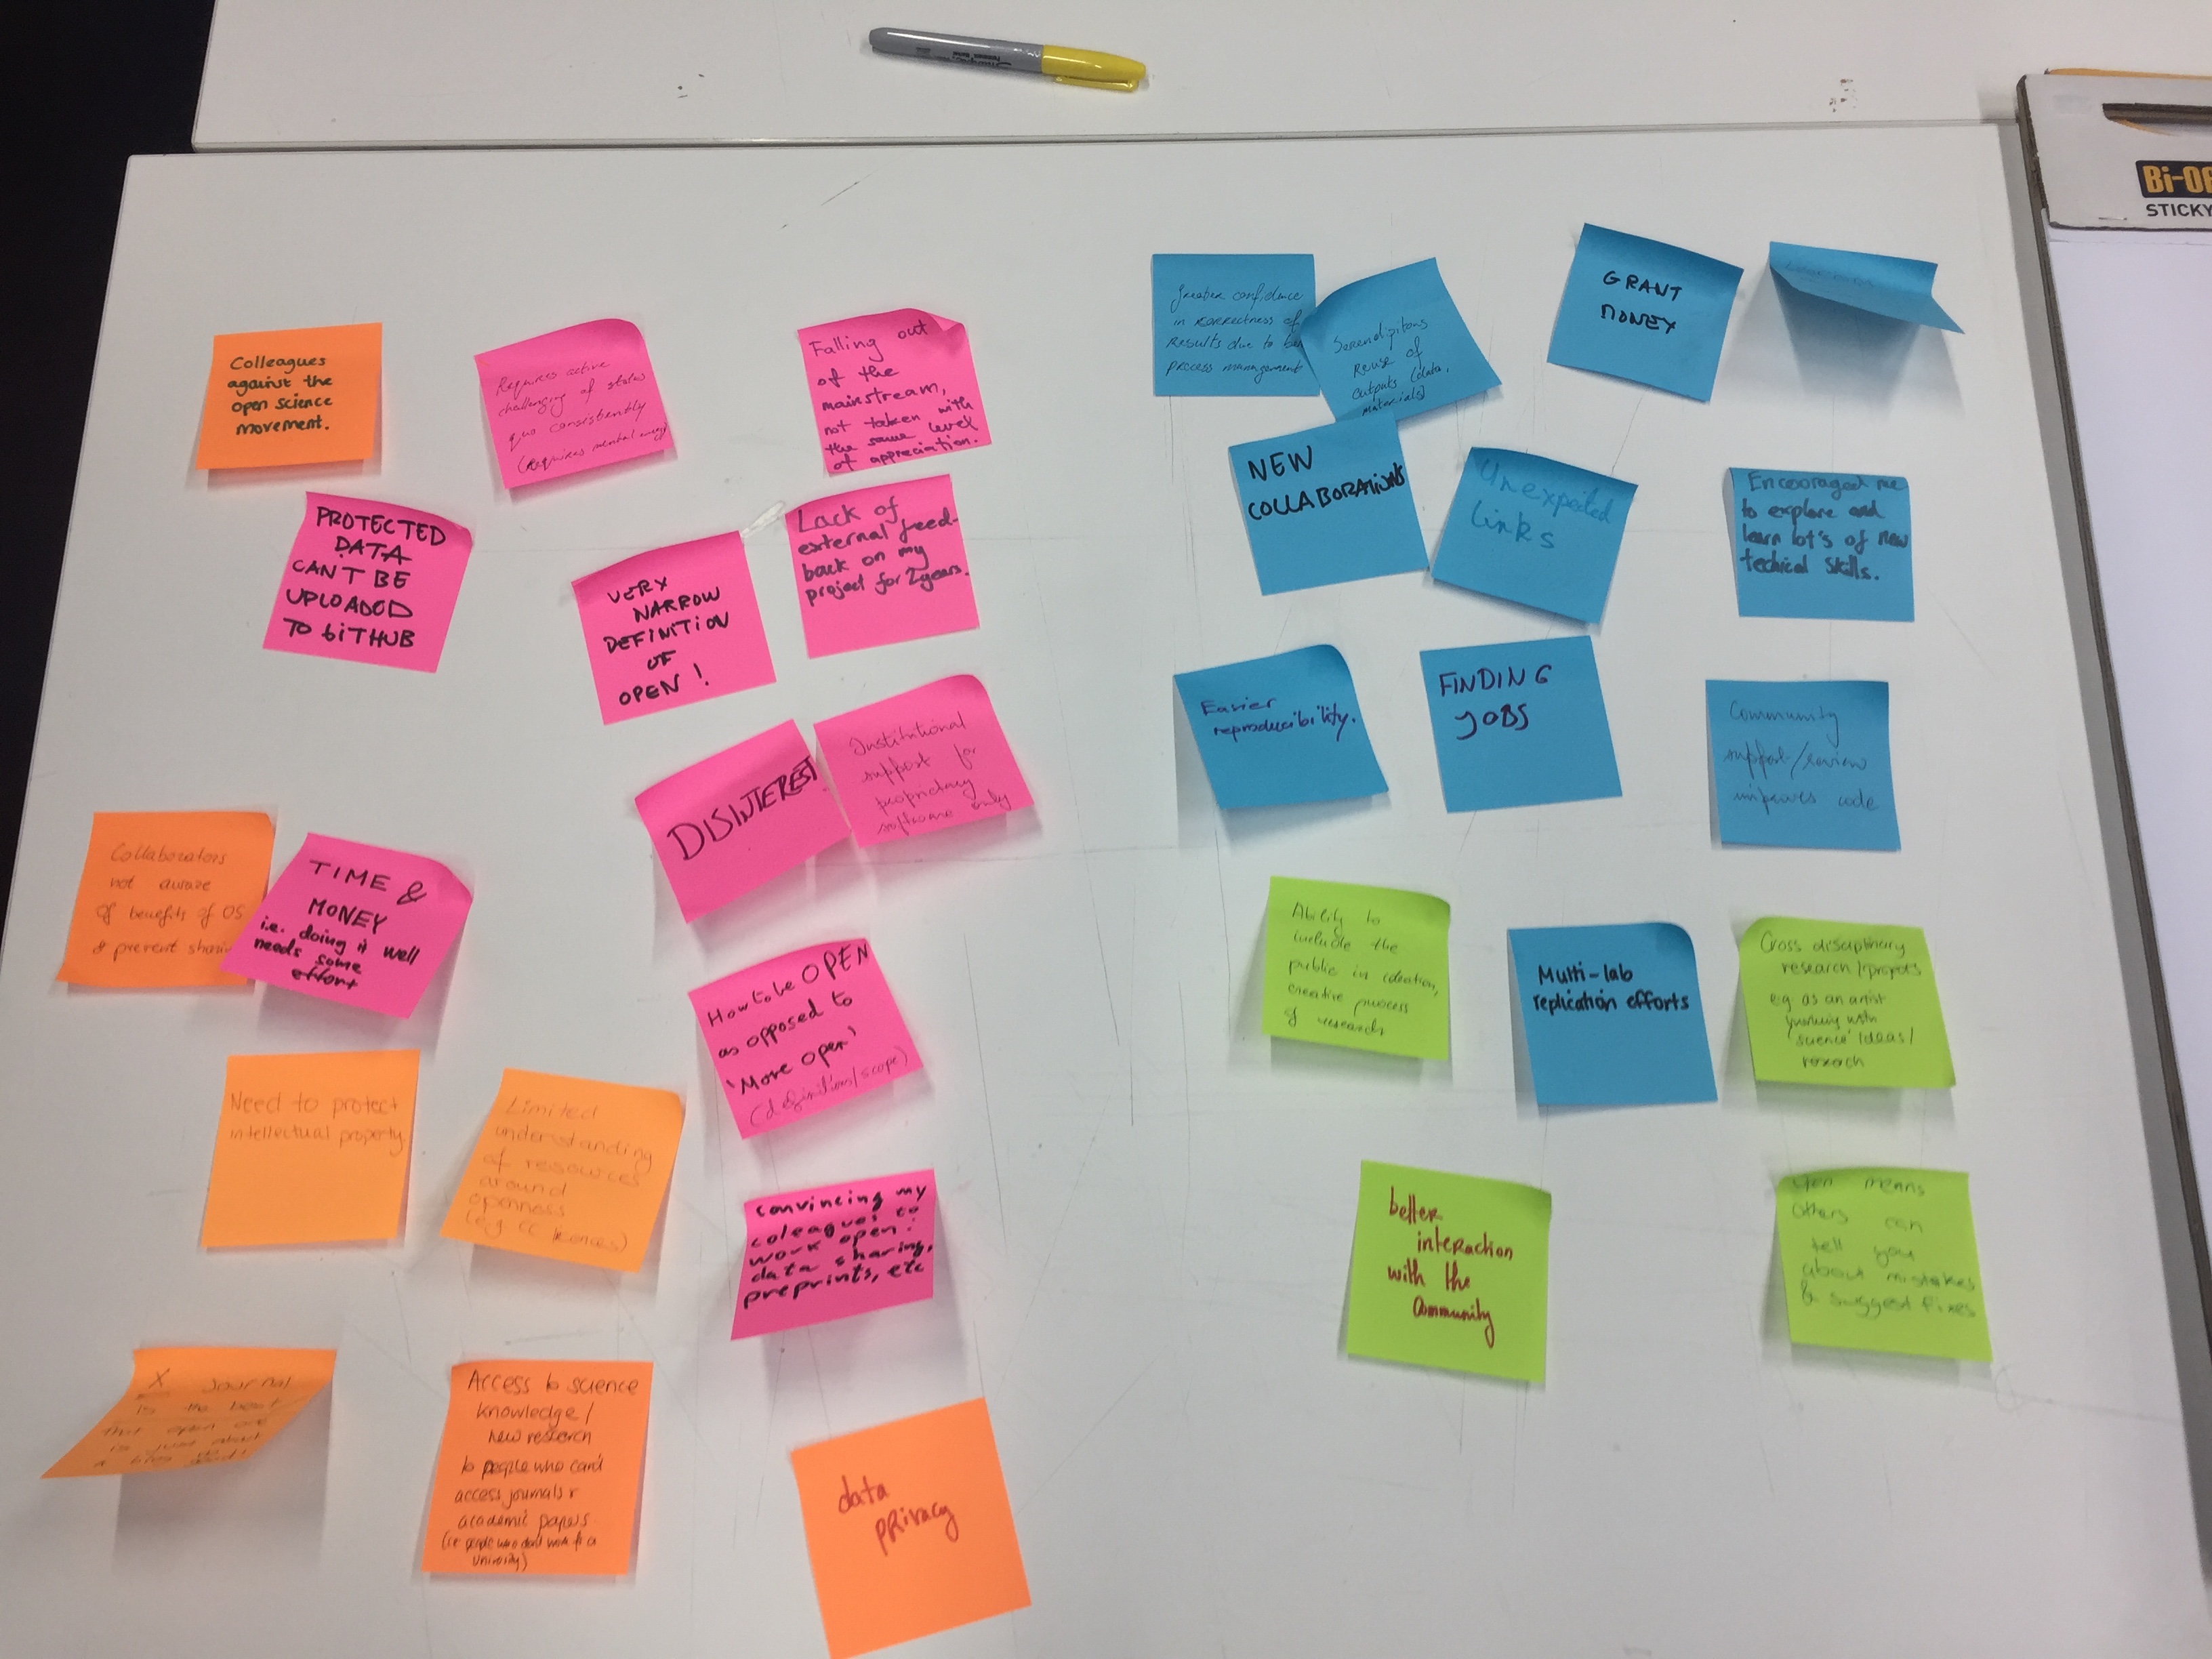 Bi-OF
STICKY
Colleagues
against the
open science
movement.
Requires active
challenging of status
quo consistently
(requires mental energy
Falling out
of the
mainstream,
not taken with
the same level
of appreciation.
PROTECTED
DATA
CAN'T BE
UPLOADED
TO GITHUB
VERY
NARROW
DEFINITION
OF
OPEN!
Lack of
external feed-
back on my
project for 2 years.
DISINTEREST
Institutional
support for
proprietary
software only
Collaborators
not aware
of benefits of OS
& prevent sharin
TIME &
MONEY
i.e. doing it well
needs some
effort
How to be OPEN
as opposed to
'More open'
(definition/scope)
Need to protect
intellectual property
Limited
understanding
of resources
around
openness
(eg. CC licences)
convincing my
coleagues to
work open:
data sharing,
preprints, etc
X Journal
is the best
that open one
is just about
a blog
Access to science
knowledge/
new research
to people who can't
access journals r
academic papers
(i.e people who don't work for a
University)
data
privacy
Greater confidence
in correctness of
results due to
process management
Serendipitous
Reuse of
outputs (data,
materials)
GRANT
MONEY
NEW
COLLABORATIONS
Unexpected
links
Encouraged me
to explore and
learn lot's of new
techical skills.
Easier
reproducibility.
FINDING
JOBS
Community
support/review
improves code
Ability to
include the
public in ideation,
creative process
of research
Multi-lab
replication efforts
Cross disciplinary
research/projects
eg. as an artist
working with
'science' ideas/
research
better
interaction
with the
Community
Open means
others can
tell you
about mistakes
& suggest fixes